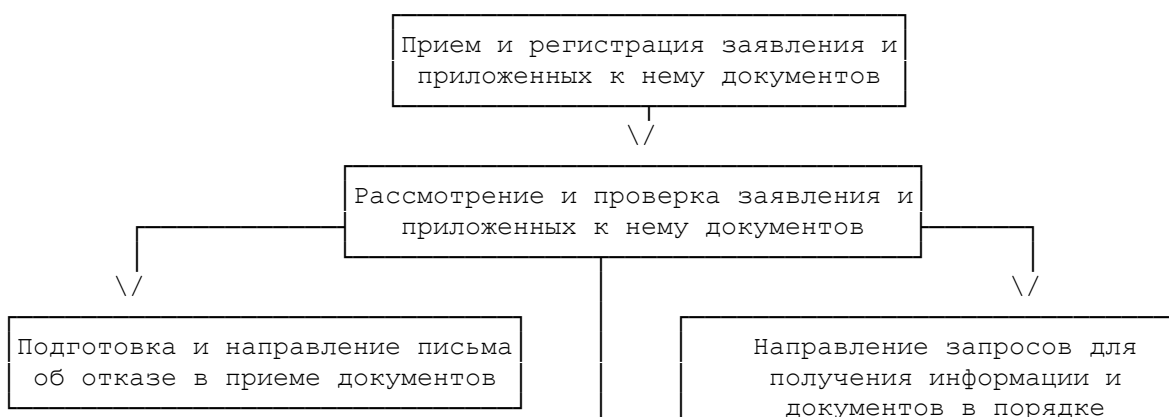 Прием и регистрация заявления и
приложенных к нему документов
\/
Рассмотрение и проверка заявления и
приложенных к нему документов
\/
\/
Подготовка и направление письма
об отказе в приеме документов
Направление запросов для
получения информации и
документов в порядке